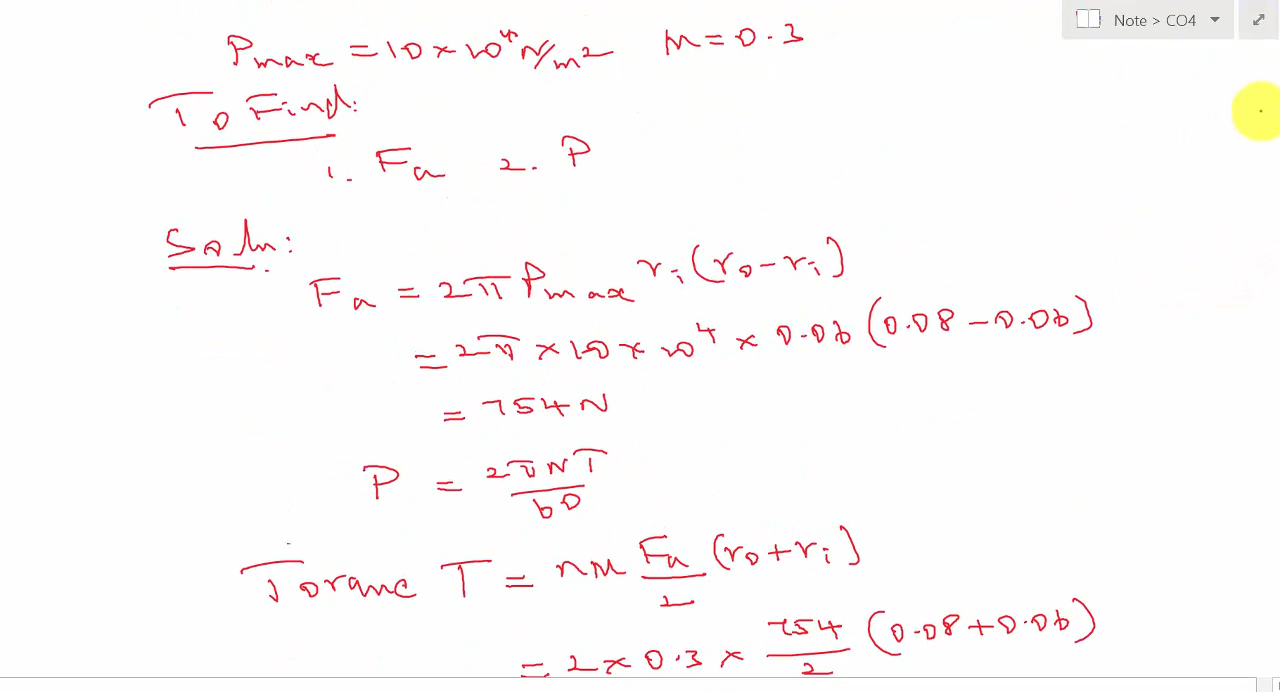 Note > CO4
Pmax = 10 × 10⁴ N/m² μ = 0.3
To Find:
1. Fa 2. P
Soln:
Fa = 2π Pmax ri (ro - ri)
= 2π × 10 × 10⁴ × 0.06 (0.08 - 0.06)
= 754 N
P = 2πNT / 60
Torque T = nμ Fa/2 (ro + ri)
= 2 × 0.3 × 754/2 (0.08 + 0.06)